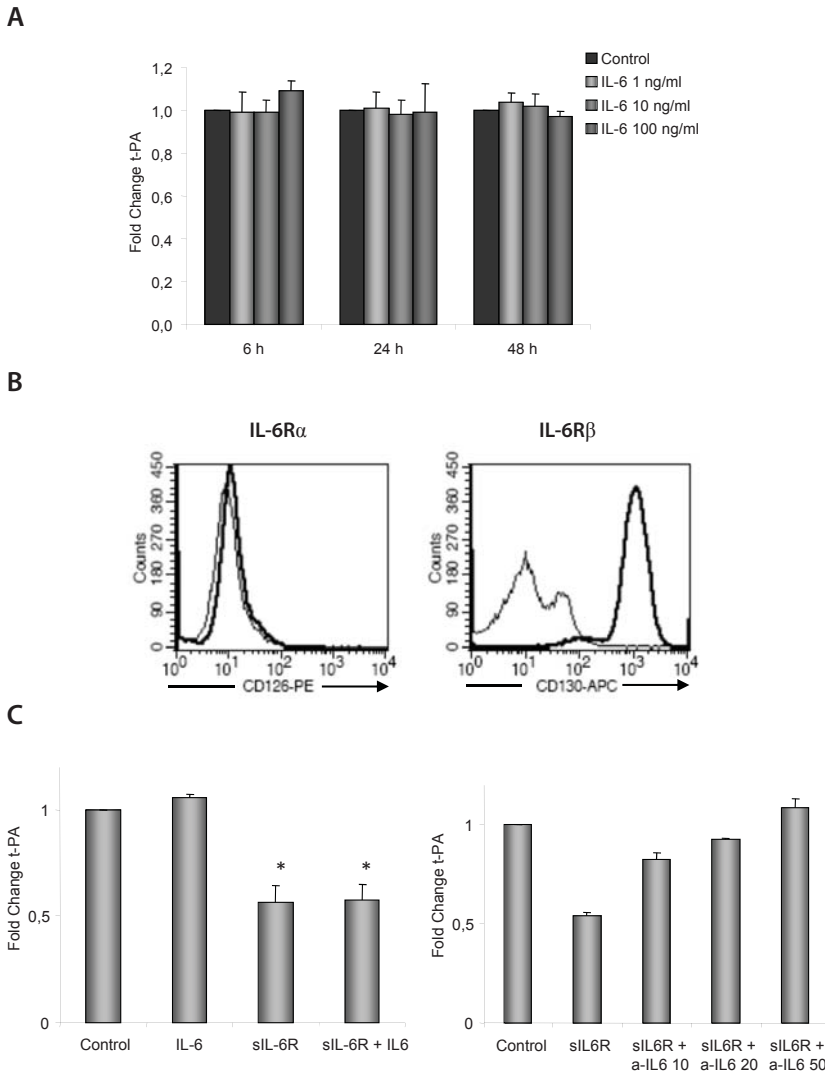 A
Control
IL-6 1 ng/ml
IL-6 10 ng/ml
IL-6 100 ng/ml
Fold Change t-PA
1,2
1,0
0,8
0,6
0,4
0,2
0,0
6 h 24 h 48 h
B
IL-6Rα IL-6Rβ
Counts
450
360
270
180
90
0
10⁰ 10¹ 10² 10³ 10⁴
CD126-PE
Counts
450
360
270
180
90
0
10⁰ 10¹ 10² 10³ 10⁴
CD130-APC
C
Fold Change t-PA
1
0,5
0
* *
Control IL-6 sIL-6R sIL-6R + IL6
Fold Change t-PA
1
0,5
0
Control sIL6R sIL6R + sIL6R + sIL6R +
a-IL6 10 a-IL6 20 a-IL6 50